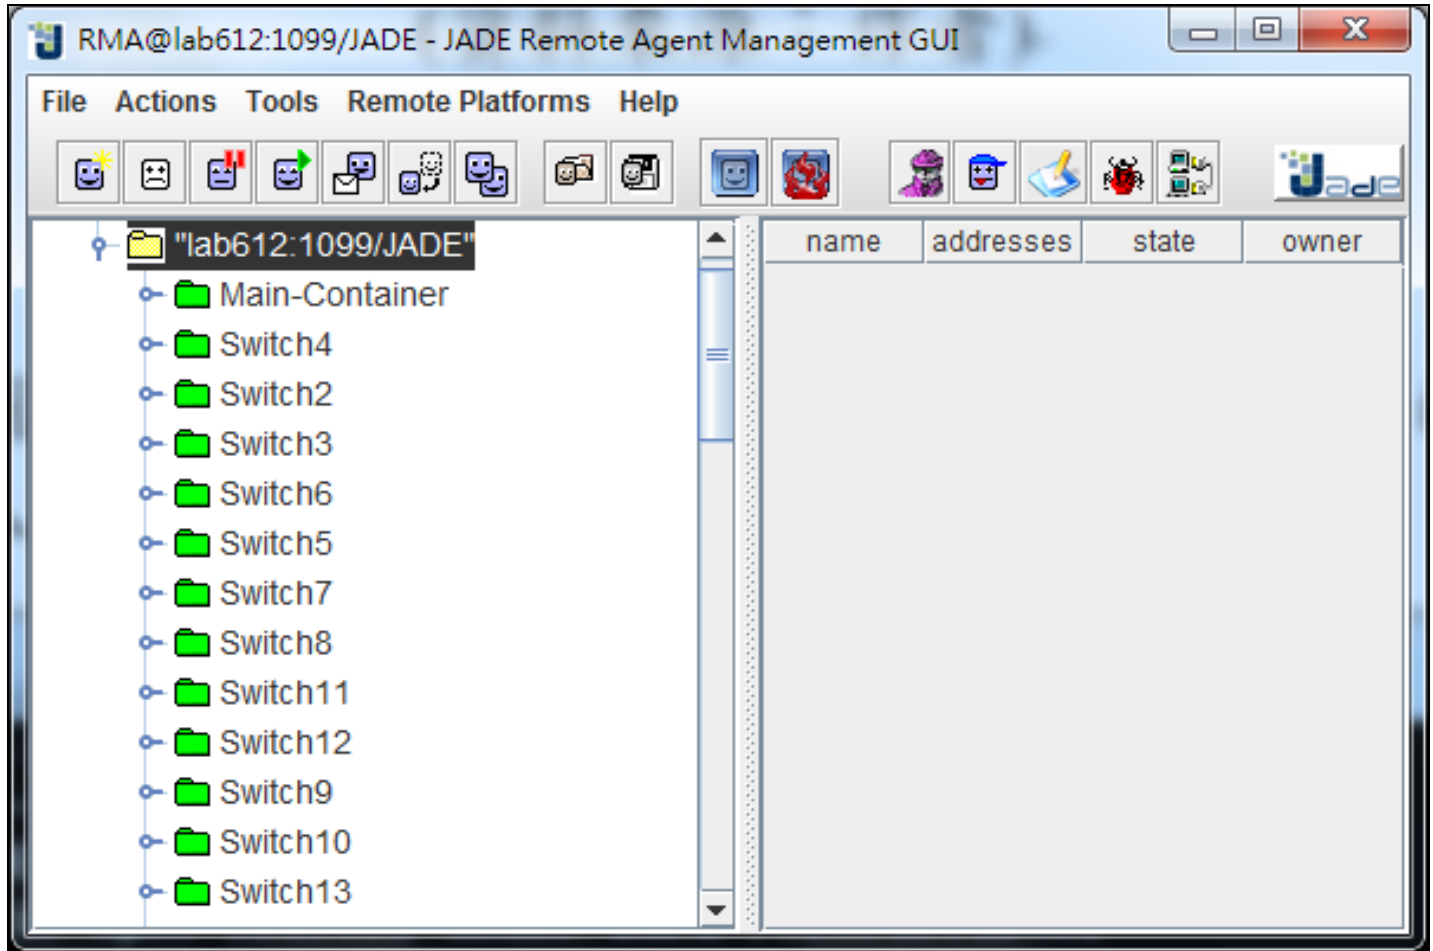 RMA@lab612:1099/JADE - JADE Remote Agent Management GUI
File Actions Tools Remote Platforms Help
Jade
"lab612:1099/JADE"
Main-Container
Switch4
Switch2
Switch3
Switch6
Switch5
Switch7
Switch8
Switch11
Switch12
Switch9
Switch10
Switch13
name addresses state owner